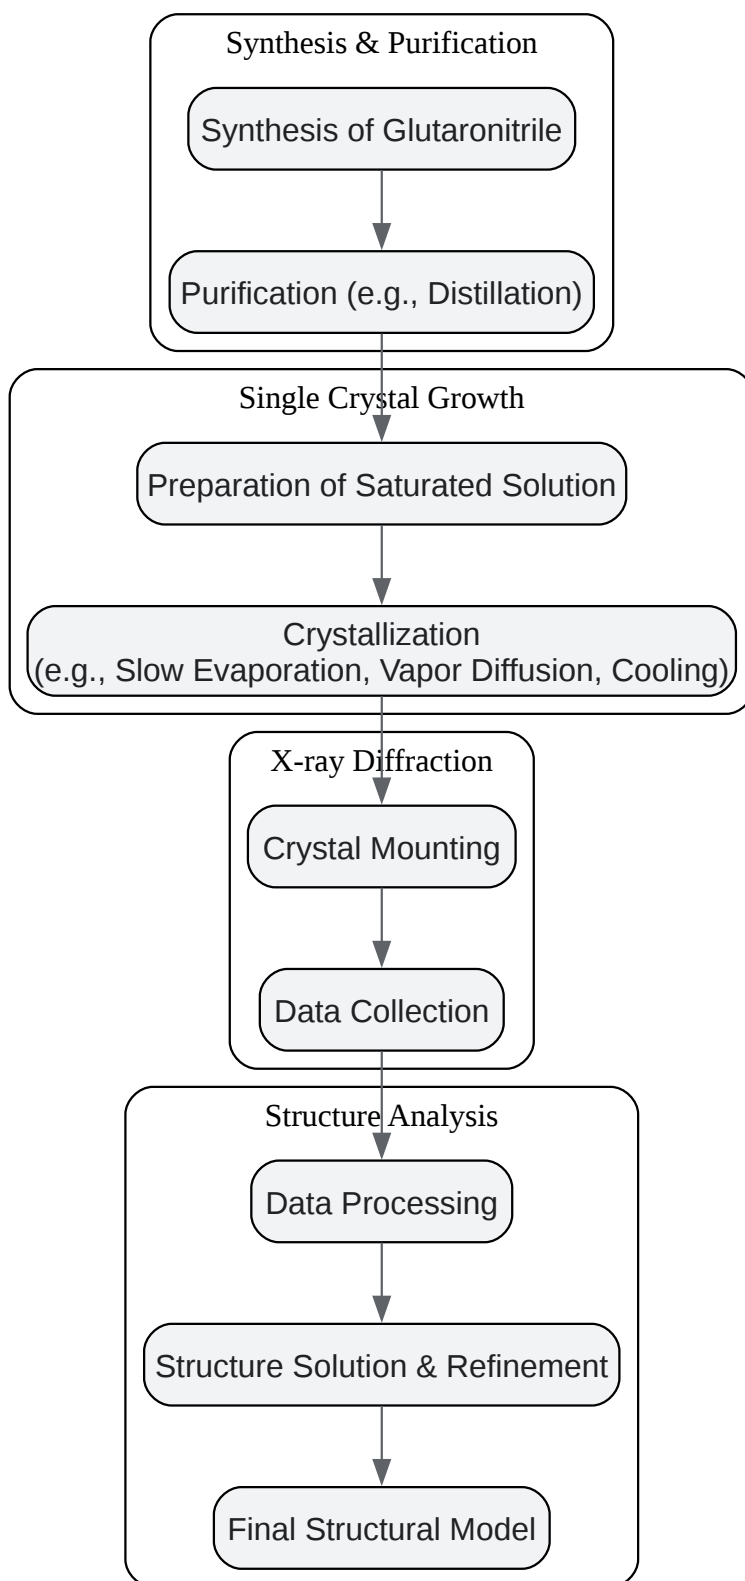 Synthesis & Purification
Synthesis of Glutaronitrile
Purification (e.g., Distillation)
Single Crystal Growth
Preparation of Saturated Solution
Crystallization
(e.g., Slow Evaporation, Vapor Diffusion, Cooling)
X-ray Diffraction
Crystal Mounting
Data Collection
Structure Analysis
Data Processing
Structure Solution & Refinement
Final Structural Model